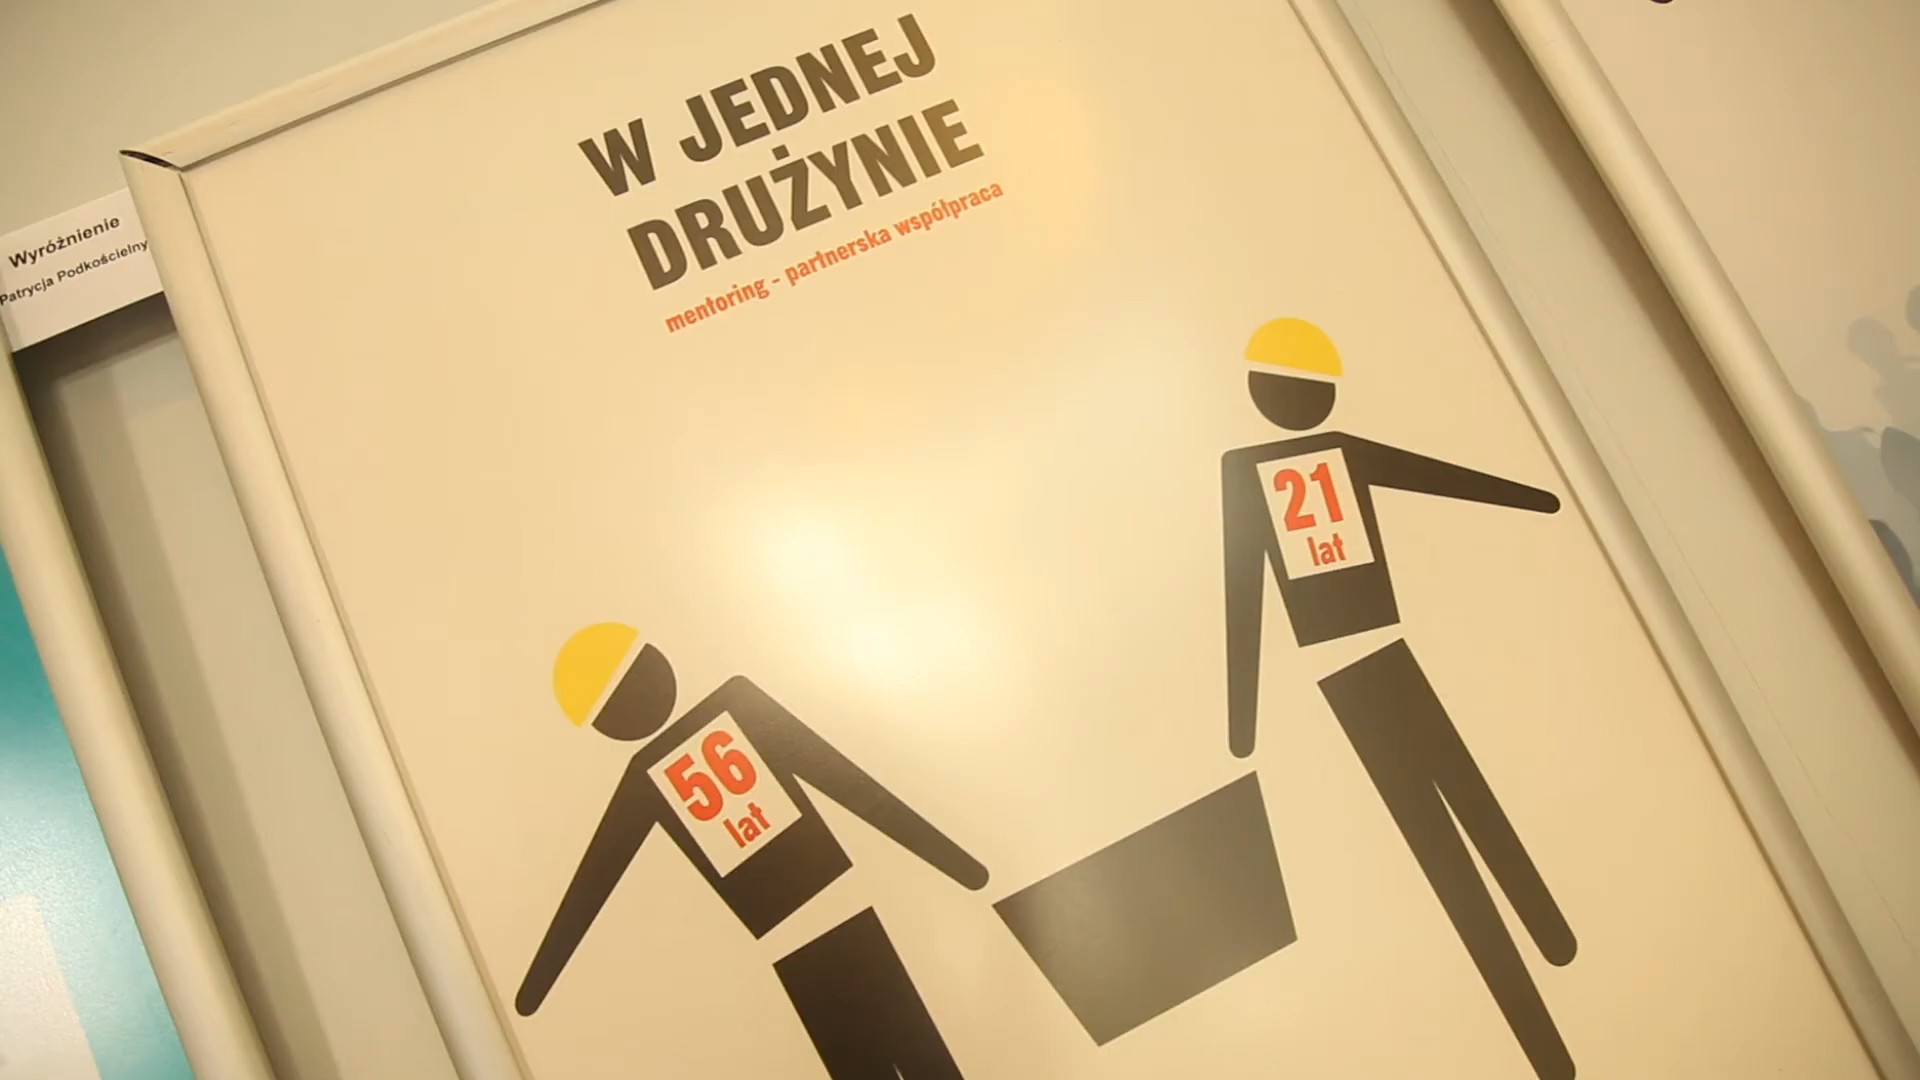 W JEDNEJ
DRUŻYNIE
mentoring - partnerska współpraca
Wyróżnienie
Patrycja Podkościelny
21
lat
56
lat